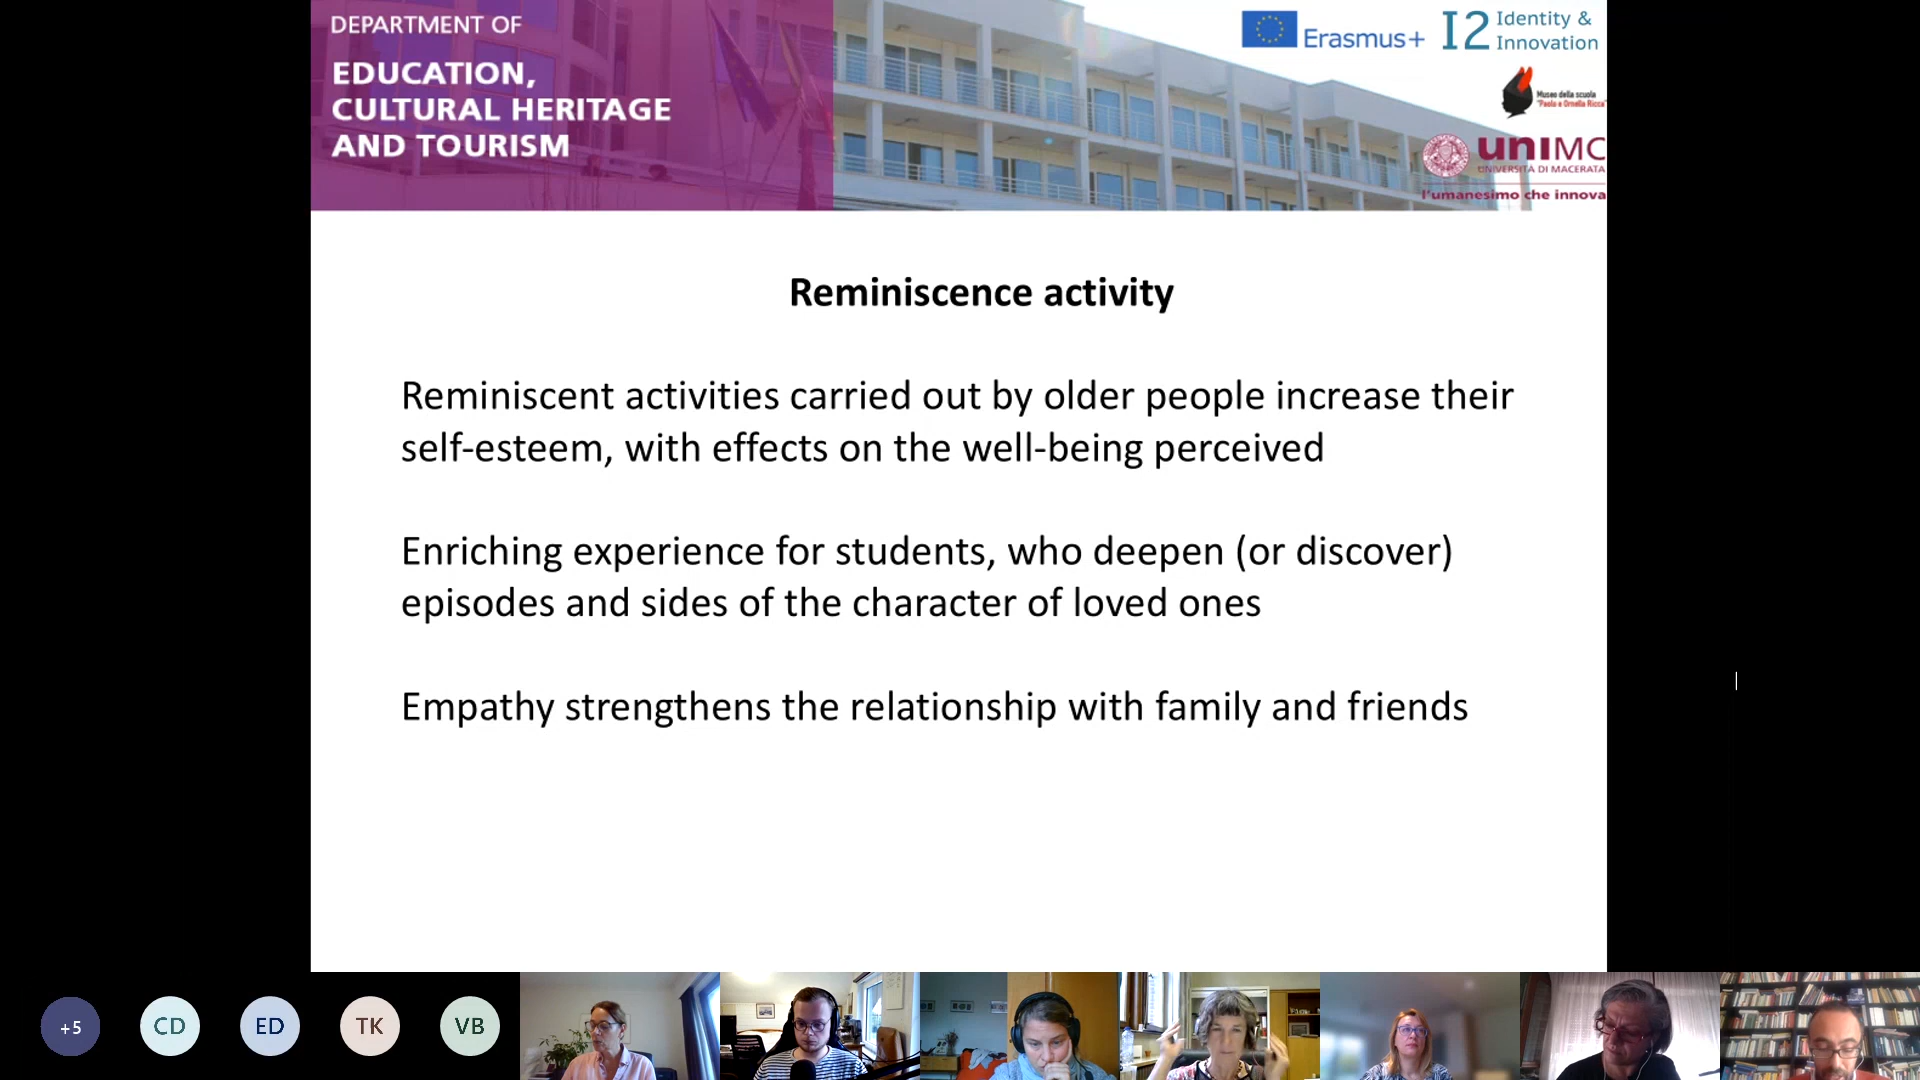 DEPARTMENT OF
EDUCATION,
CULTURAL HERITAGE
AND TOURISM
Erasmus+
I2 Identity &
Innovation
Museo della scuola
"Paolo e Ornella Ricca"
uniMC
UNIVERSITÀ DI MACERATA
l'umanesimo che innova
Reminiscence activity
Reminiscent activities carried out by older people increase their
self-esteem, with effects on the well-being perceived
Enriching experience for students, who deepen (or discover)
episodes and sides of the character of loved ones
Empathy strengthens the relationship with family and friends
+5
CD
ED
TK
VB